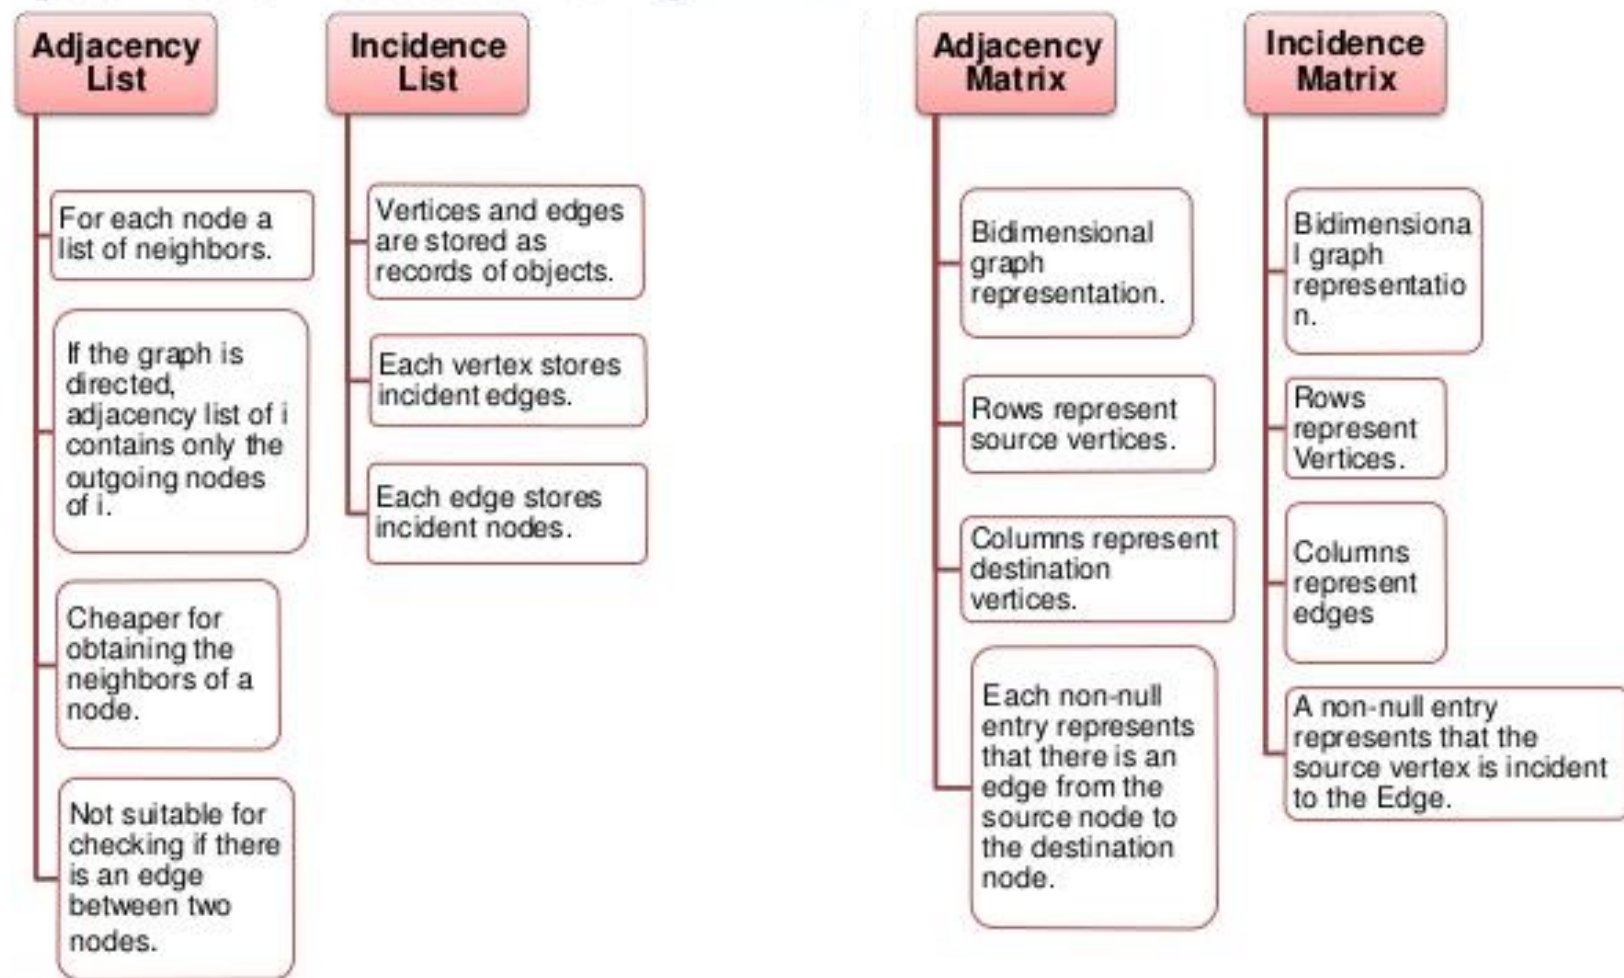 Adjacency
List
For each node a
list of neighbors.
If the graph is
directed,
adjacency list of i
contains only the
outgoing nodes
of i.
Cheaper for
obtaining the
neighbors of a
node.
Not suitable for
checking if there
is an edge
between two
nodes.
Incidence
List
Vertices and edges
are stored as
records of objects.
Each vertex stores
incident edges.
Each edge stores
incident nodes.
Adjacency
Matrix
Bidimensional
graph
representation.
Rows represent
source vertices.
Columns represent
destination
vertices.
Each non-null
entry represents
that there is an
edge from the
source node to
the destination
node.
Incidence
Matrix
Bidimensiona
l graph
representatio
n.
Rows
represent
Vertices.
Columns
represent
edges
A non-null entry
represents that the
source vertex is incident
to the Edge.